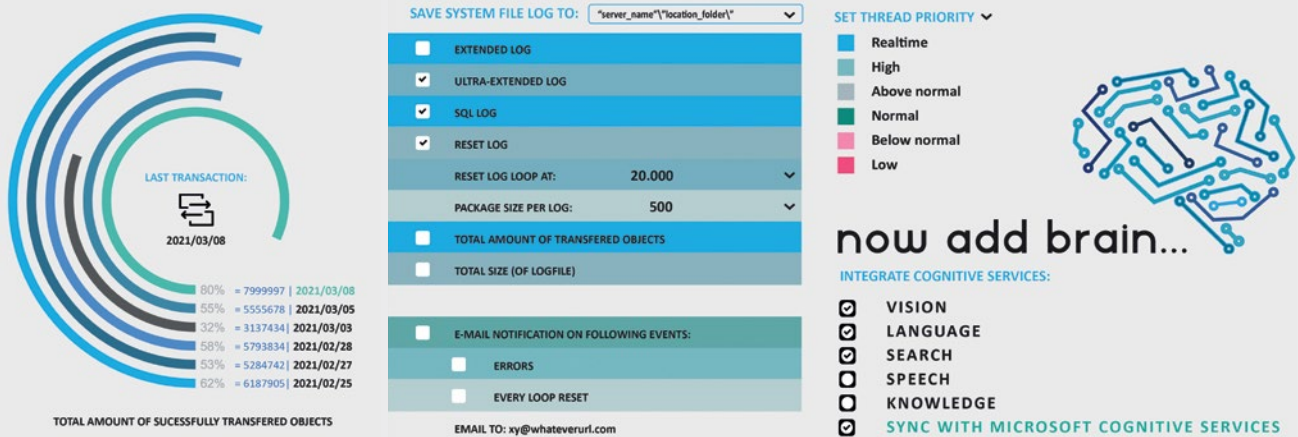 LAST TRANSACTION:
2021/03/08
80% = 7999997 | 2021/03/08
55% = 5555678 | 2021/03/05
32% = 3137434| 2021/03/03
58% = 5793834| 2021/02/28
53% = 5284742| 2021/02/27
62% = 6187905| 2021/02/25
TOTAL AMOUNT OF SUCESSFULLY TRANSFERED OBJECTS
SAVE SYSTEM FILE LOG TO: "server_name"\"location_folder\"
EXTENDED LOG
ULTRA-EXTENDED LOG
SQL LOG
RESET LOG
RESET LOG LOOP AT: 20.000
PACKAGE SIZE PER LOG: 500
TOTAL AMOUNT OF TRANSFERED OBJECTS
TOTAL SIZE (OF LOGFILE)
E-MAIL NOTIFICATION ON FOLLOWING EVENTS:
ERRORS
EVERY LOOP RESET
EMAIL TO: xy@whateverurl.com
SET THREAD PRIORITY
Realtime
High
Above normal
Normal
Below normal
Low
now add brain...
INTEGRATE COGNITIVE SERVICES:
VISION
LANGUAGE
SEARCH
SPEECH
KNOWLEDGE
SYNC WITH MICROSOFT COGNITIVE SERVICES